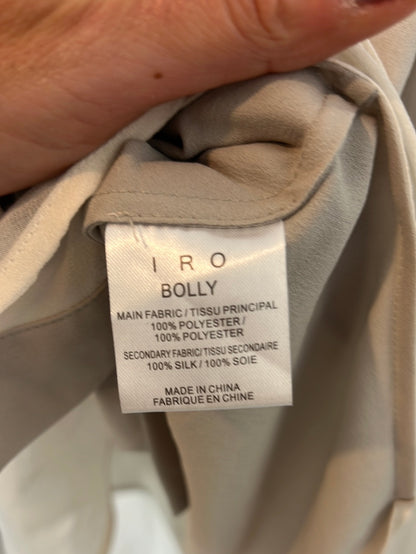 IRO
BOLLY
MAIN FABRIC / TISSU PRINCIPAL
100% POLYESTER /
100% POLYESTER
SECONDARY FABRIC/TISSU SECONDAIRE
100% SILK / 100% SOIE
MADE IN CHINA
FABRIQUE EN CHINE